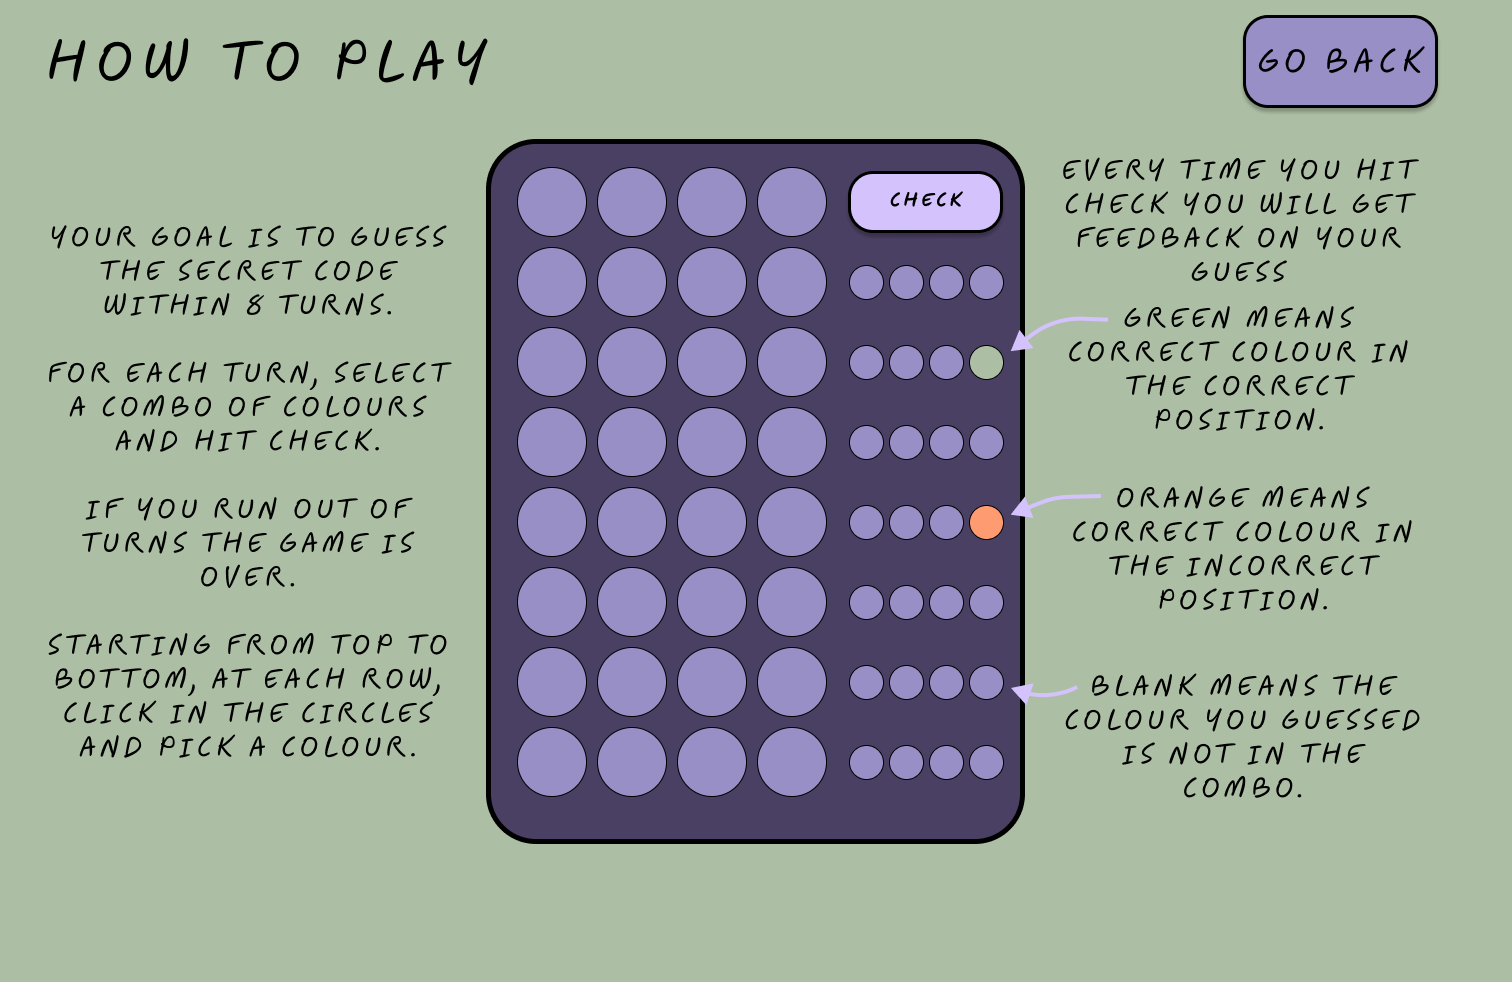 HOW TO PLAY
GO BACK
YOUR GOAL IS TO GUESS
THE SECRET CODE
WITHIN 8 TURNS.
FOR EACH TURN, SELECT
A COMBO OF COLOURS
AND HIT CHECK.
IF YOU RUN OUT OF
TURNS THE GAME IS
OVER.
STARTING FROM TOP TO
BOTTOM, AT EACH ROW,
CLICK IN THE CIRCLES
AND PICK A COLOUR.
CHECK
EVERY TIME YOU HIT
CHECK YOU WILL GET
FEEDBACK ON YOUR
GUESS
GREEN MEANS
CORRECT COLOUR IN
THE CORRECT
POSITION.
ORANGE MEANS
CORRECT COLOUR IN
THE INCORRECT
POSITION.
BLANK MEANS THE
COLOUR YOU GUESSED
IS NOT IN THE
COMBO.